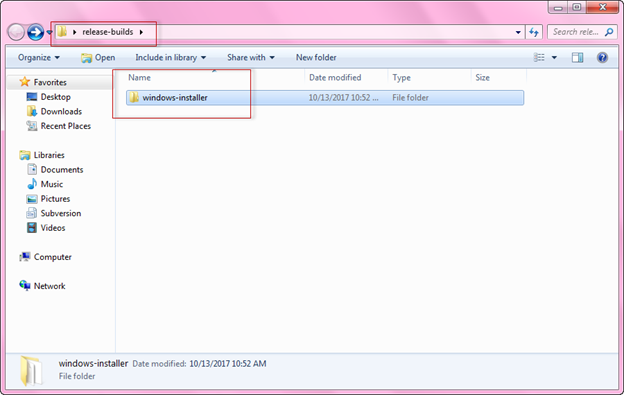 release-builds
Search rele...
Organize Open Include in library Share with New folder
Name Date modified Type Size
windows-installer 10/13/2017 10:52 ... File folder
Favorites
Desktop
Downloads
Recent Places
Libraries
Documents
Music
Pictures
Subversion
Videos
Computer
Network
windows-installer Date modified: 10/13/2017 10:52 AM
File folder